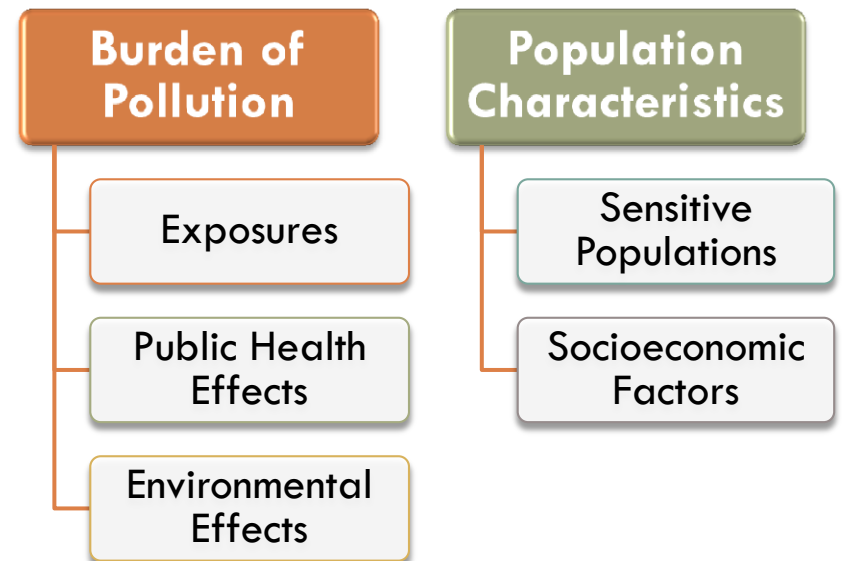 Burden of
Pollution
Exposures
Public Health
Effects
Environmental
Effects
Population
Characteristics
Sensitive
Populations
Socioeconomic
Factors